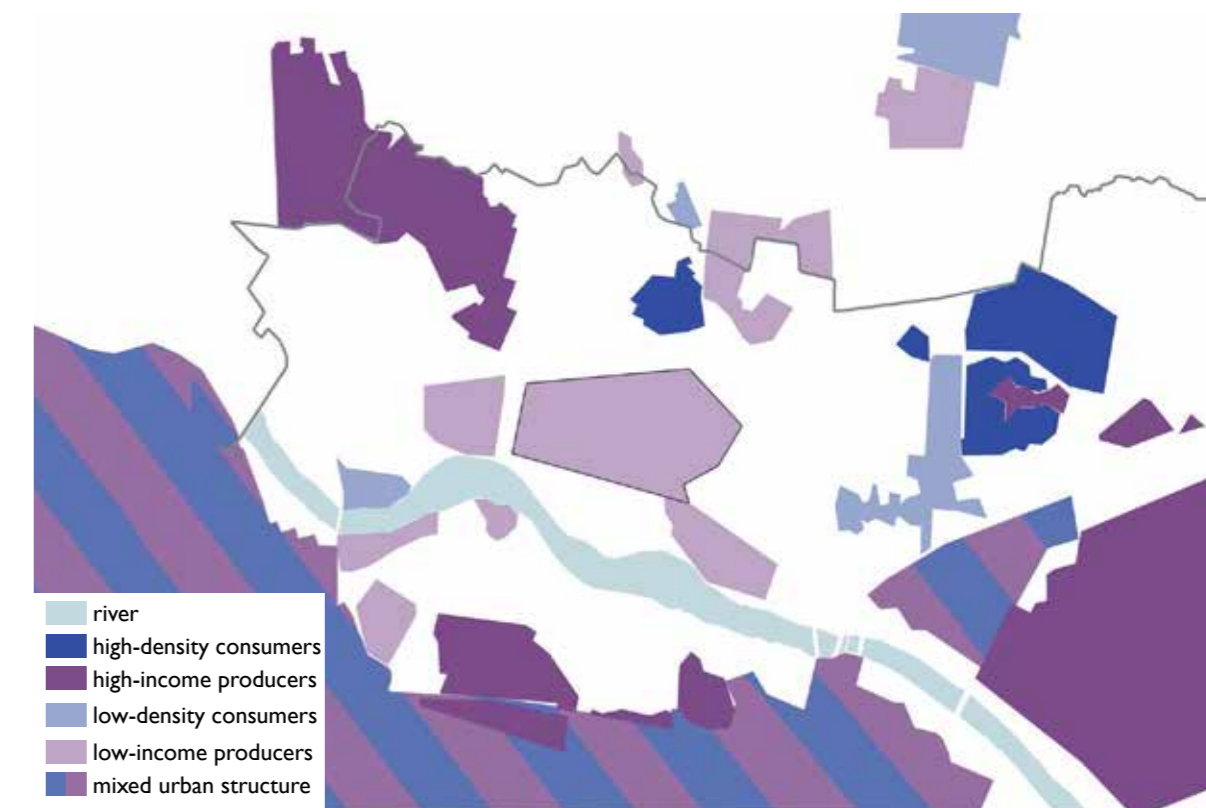 river
high-density consumers
high-income producers
low-density consumers
low-income producers
mixed urban structure